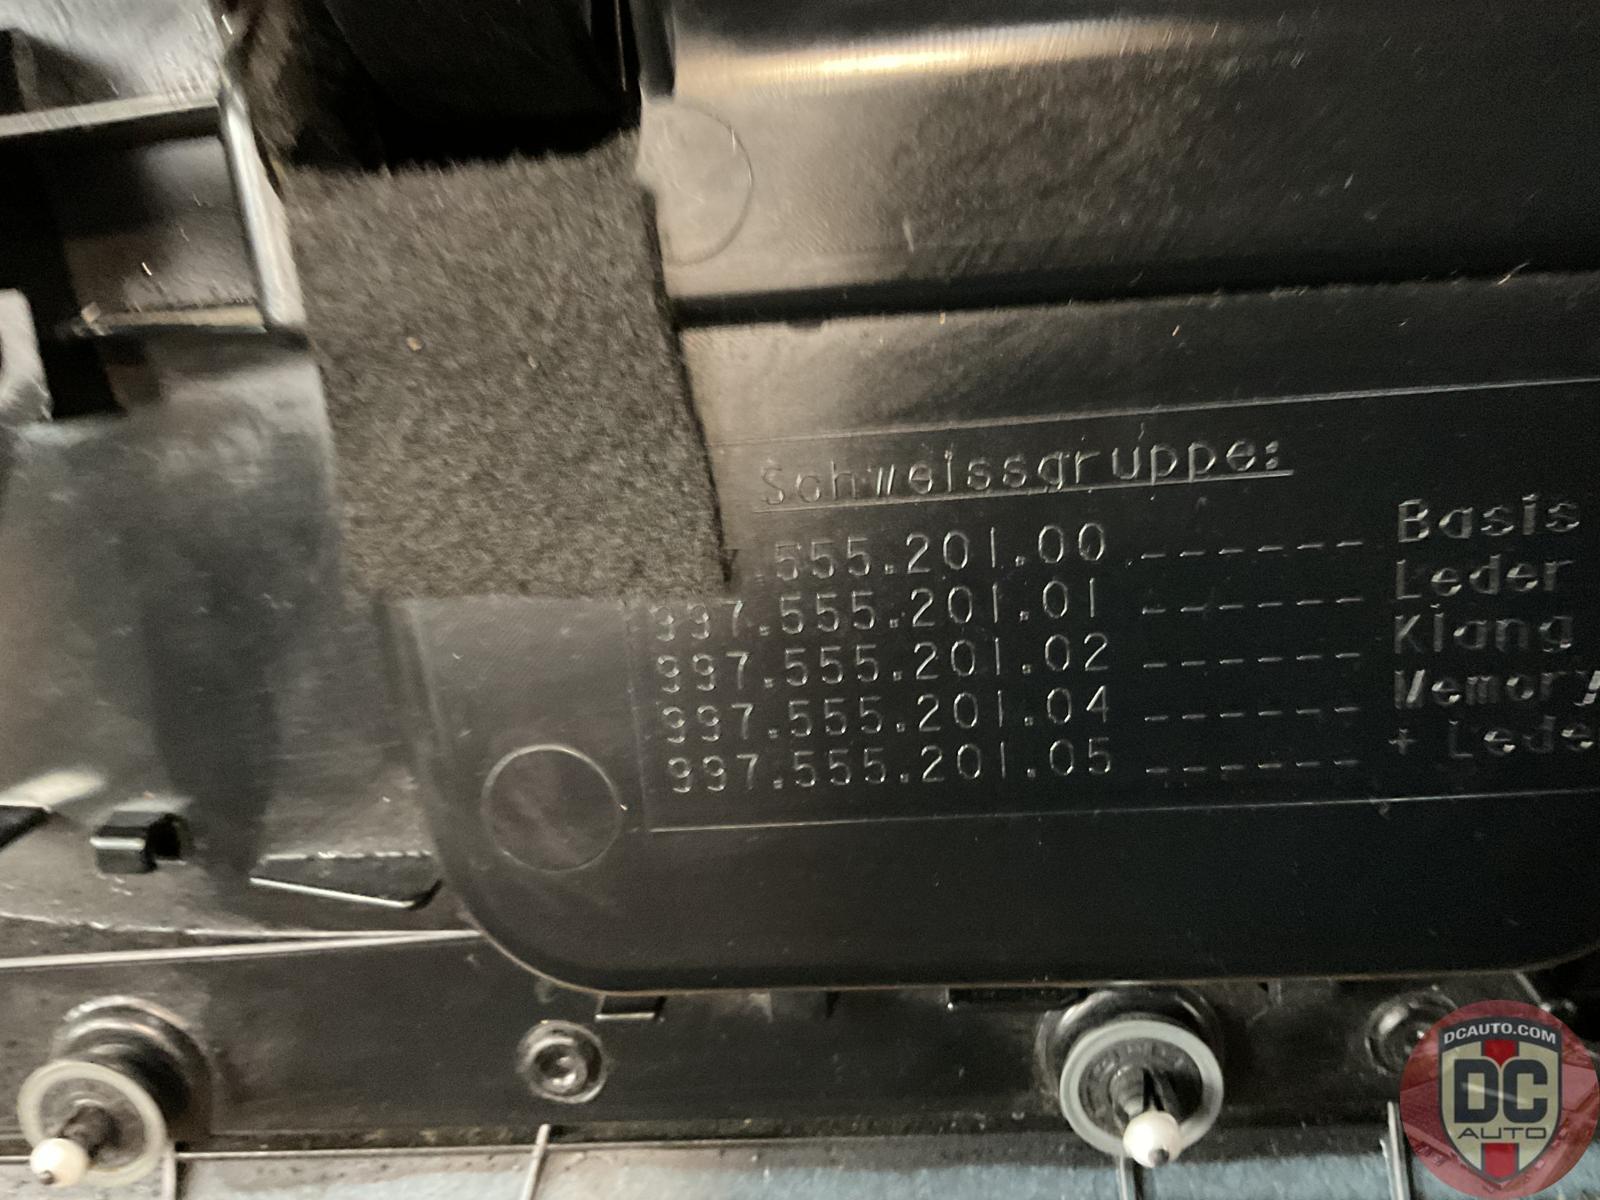 Schweissgruppe:
.555.201.00 ------ Basis
997.555.201.01 ------ Leder
997.555.201.02 ------ Klang
997.555.201.04 ------ Memory
997.555.201.05 ------ + Lede
DCAUTO.COM
DC
AUTO